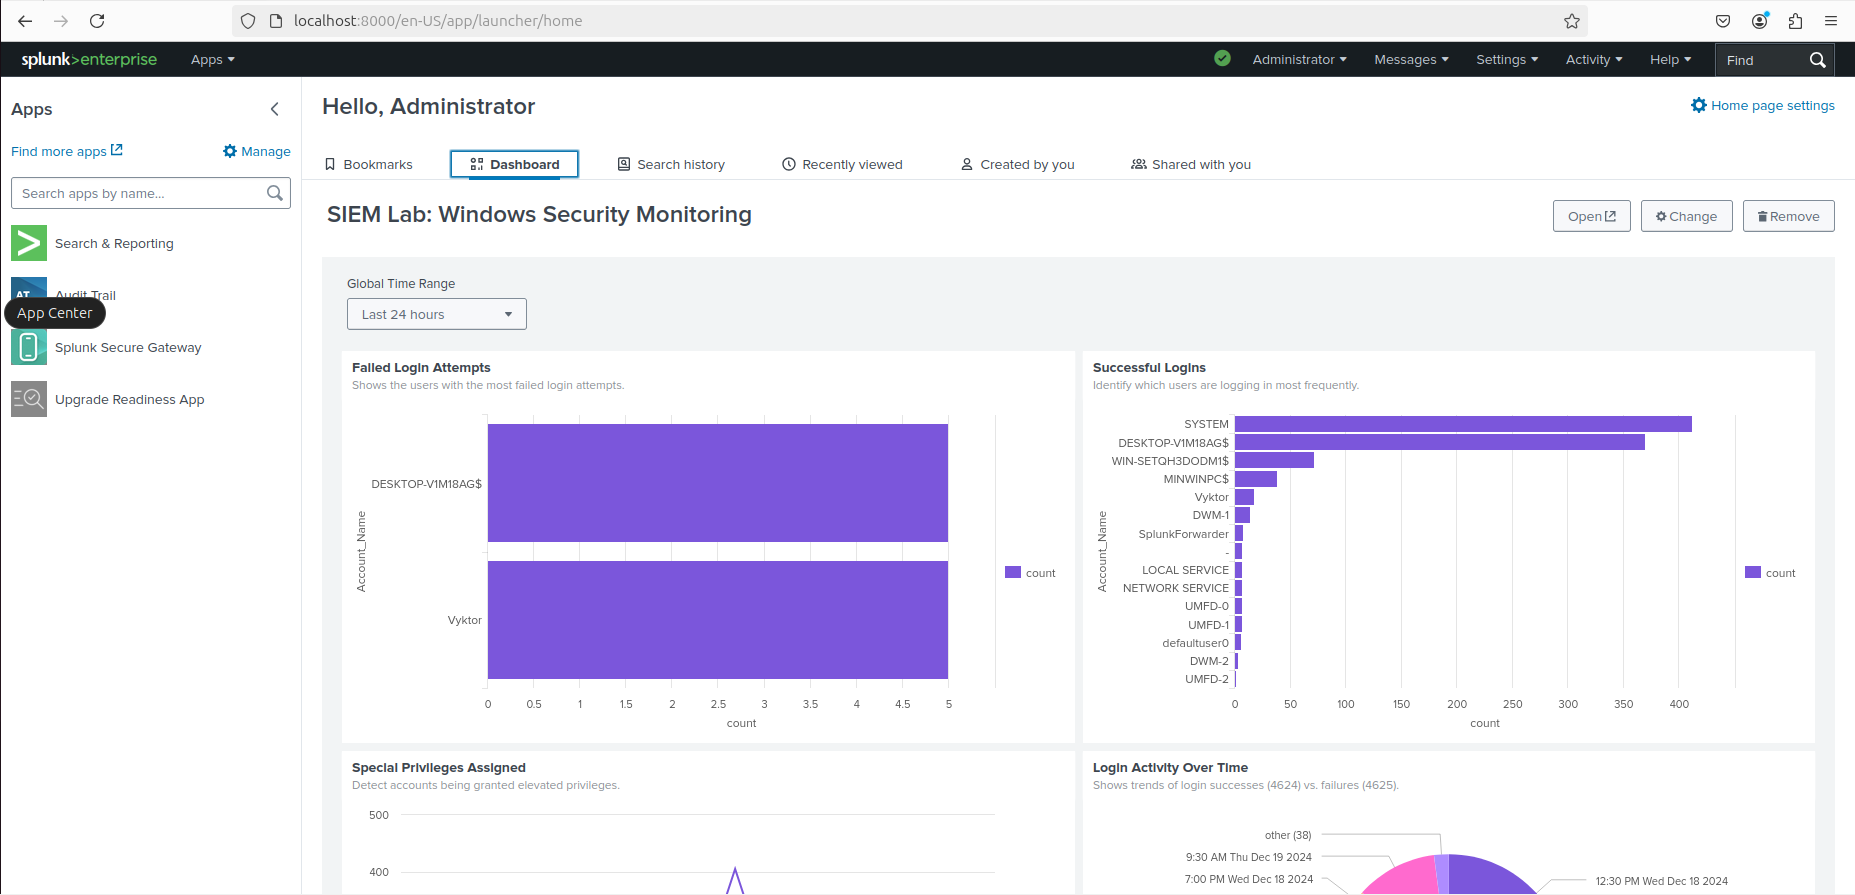 localhost:8000/en-US/app/launcher/home
splunk>enterprise Apps Administrator Messages Settings Activity Help Find
Apps
Find more apps Manage
Search apps by name...
Search & Reporting
AT Audit Trail
App Center
Splunk Secure Gateway
Upgrade Readiness App
Hello, Administrator
Home page settings
Bookmarks Dashboard Search history Recently viewed Created by you Shared with you
SIEM Lab: Windows Security Monitoring
Open Change Remove
Global Time Range
Last 24 hours
Failed Login Attempts
Shows the users with the most failed login attempts.
Account_Name
DESKTOP-V1M18AG$
Vyktor
0 0.5 1 1.5 2 2.5 3 3.5 4 4.5 5
count
count
Successful Logins
Identify which users are logging in most frequently.
Account_Name
SYSTEM
DESKTOP-V1M18AG$
WIN-SETQH3DODM1$
MINWINPC$
Vyktor
DWM-1
SplunkForwarder
-
LOCAL SERVICE
NETWORK SERVICE
UMFD-0
UMFD-1
defaultuser0
DWM-2
UMFD-2
0 50 100 150 200 250 300 350 400
count
count
Special Privileges Assigned
Detect accounts being granted elevated privileges.
500
400
Login Activity Over Time
Shows trends of login successes (4624) vs. failures (4625).
other (38)
9:30 AM Thu Dec 19 2024
7:00 PM Wed Dec 18 2024
12:30 PM Wed Dec 18 2024